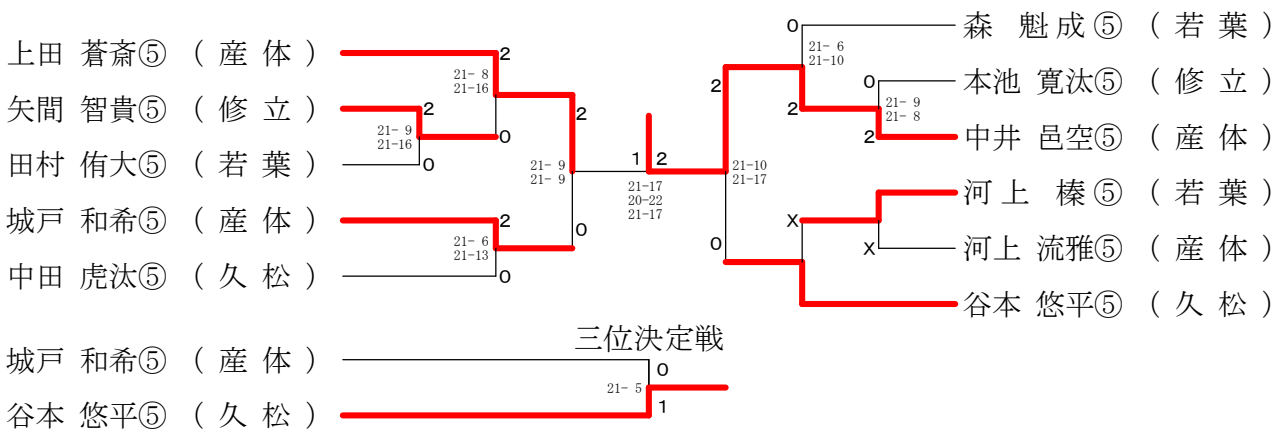 上田 蒼斎⑤ （ 産 体 ）
矢間 智貴⑤ （ 修 立 ）
田村 侑大⑤ （ 若 葉 ）
城戸 和希⑤ （ 産 体 ）
中田 虎汰⑤ （ 久 松 ）
2
21- 8
21-16
0
2
21- 9
21-16
0
2
21- 6
21-13
0
2
21- 9
21- 9
0
1 2
21-17
20-22
21-17
2
21-10
21-17
0
0
21- 6
21-10
2
0
21- 9
21- 8
2
X
X
森 魁成⑤ （ 若 葉 ）
本池 寛汰⑤ （ 修 立 ）
中井 邑空⑤ （ 産 体 ）
河上 榛⑤ （ 若 葉 ）
河上 流雅⑤ （ 産 体 ）
谷本 悠平⑤ （ 久 松 ）
三位決定戦
城戸 和希⑤ （ 産 体 ）
谷本 悠平⑤ （ 久 松 ）
0
21- 5
1